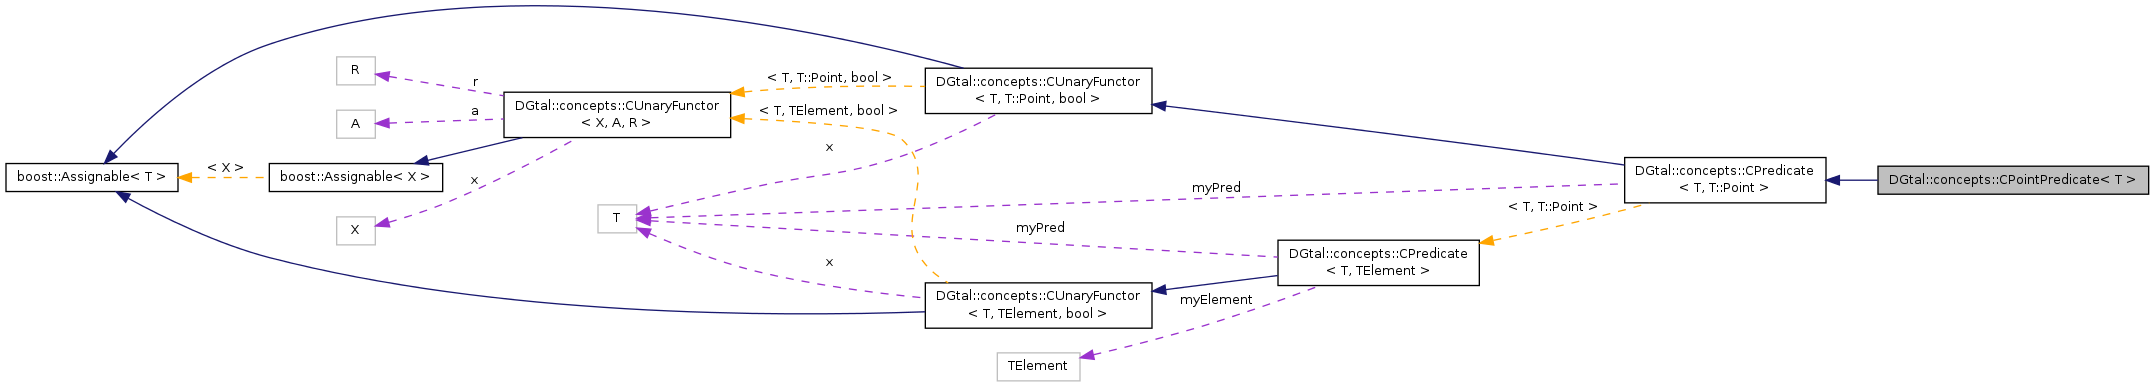 R
r
< T, T::Point, bool >
DGtal::concepts::CUnaryFunctor
< T, T::Point, bool >
A
a
DGtal::concepts::CUnaryFunctor
< X, A, R >
< T, TElement, bool >
boost::Assignable< T >
< X >
boost::Assignable< X >
x
x
X
T
myPred
myPred
x
DGtal::concepts::CPredicate
< T, T::Point >
DGtal::concepts::CPointPredicate< T >
< T, T::Point >
DGtal::concepts::CPredicate
< T, TElement >
DGtal::concepts::CUnaryFunctor
< T, TElement, bool >
myElement
TElement